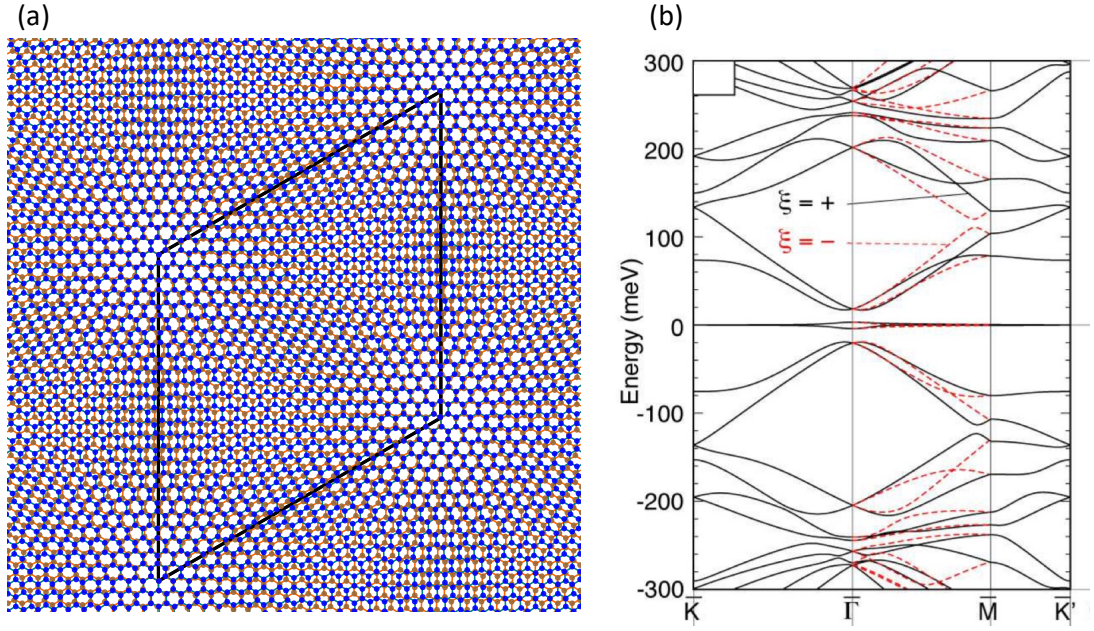 (a)
(b)
300
200
ξ = +
ξ = −
100
0
-100
-200
-300
Energy (meV)
K̅ Γ̅ M̅ K̅'